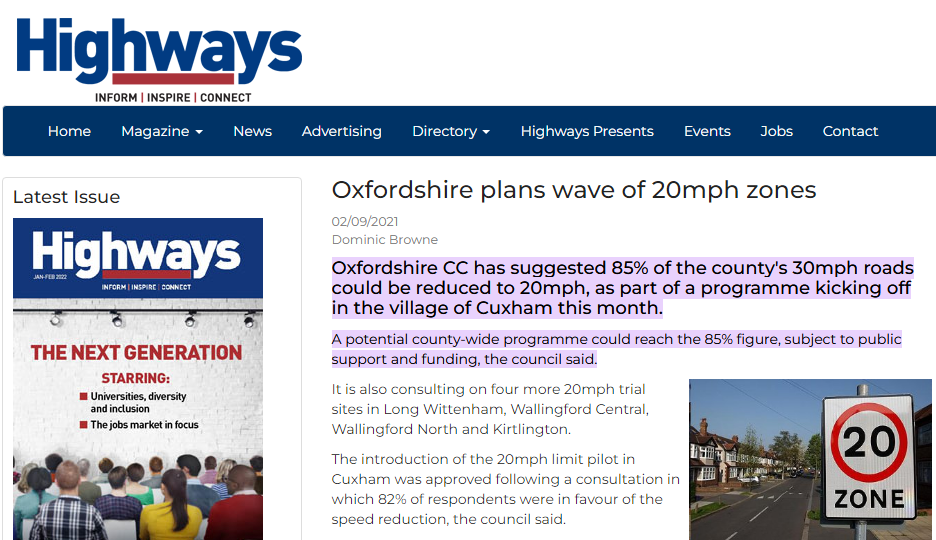 Highways
INFORM | INSPIRE | CONNECT
Home Magazine News Advertising Directory Highways Presents Events Jobs Contact
Latest Issue
Highways
JAN-FEB 2022
INFORM | INSPIRE | CONNECT
THE NEXT GENERATION
STARRING:
Universities, diversity
and inclusion
The jobs market in focus
Oxfordshire plans wave of 20mph zones
02/09/2021
Dominic Browne
Oxfordshire CC has suggested 85% of the county's 30mph roads
could be reduced to 20mph, as part of a programme kicking off
in the village of Cuxham this month.
A potential county-wide programme could reach the 85% figure, subject to public
support and funding, the council said.
It is also consulting on four more 20mph trial
sites in Long Wittenham, Wallingford Central,
Wallingford North and Kirtlington.
The introduction of the 20mph limit pilot in
Cuxham was approved following a consultation in
which 82% of respondents were in favour of the
speed reduction, the council said.
20
ZONE